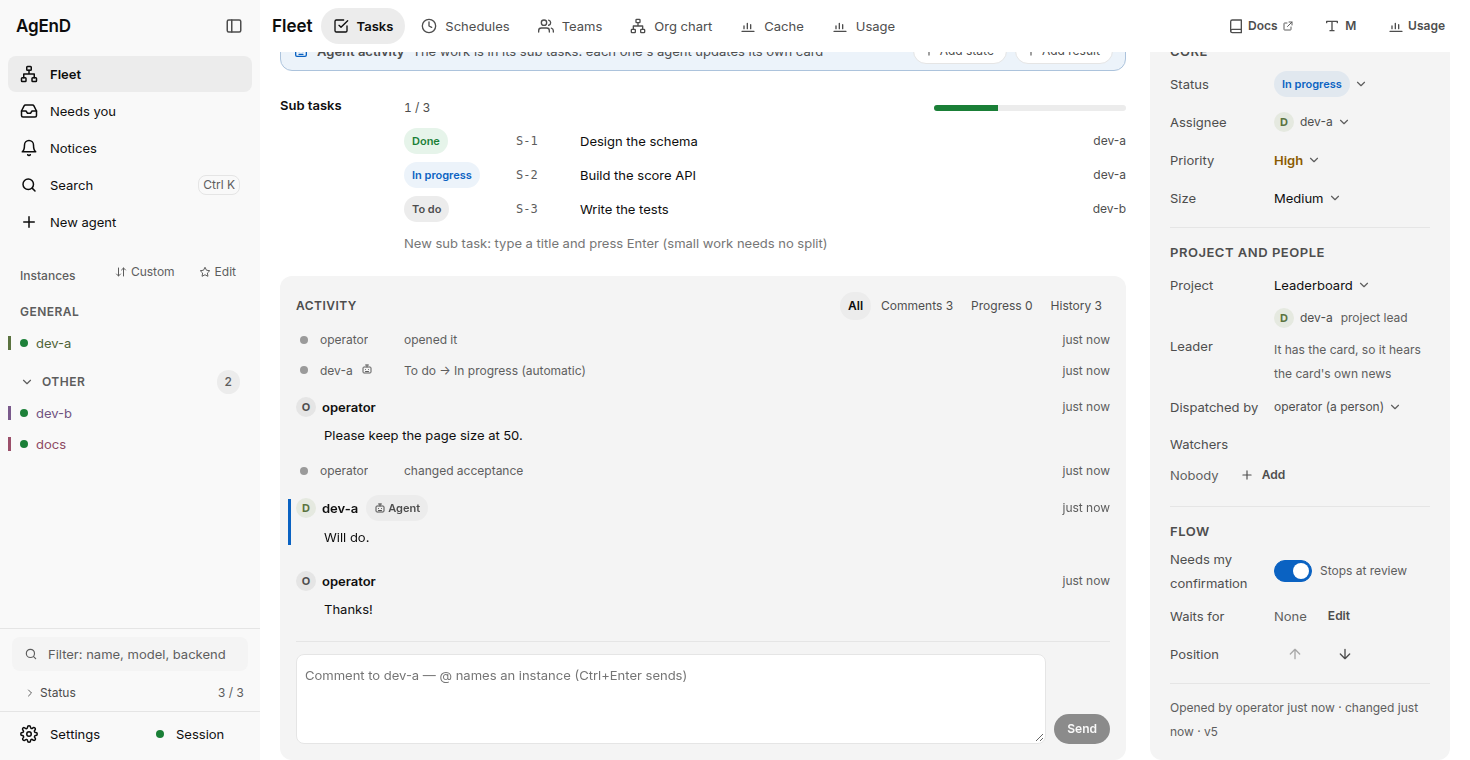 AgEnD
Fleet
Needs you
Notices
Search Ctrl K
New agent
Instances Custom Edit
GENERAL
dev-a
OTHER 2
dev-b
docs
Filter: name, model, backend
Status 3 / 3
Settings Session
Fleet Tasks Schedules Teams Org chart Cache Usage Docs M Usage
Agent activity The work is in its sub tasks: each one's agent updates its own card + Add state + Add result
Sub tasks 1 / 3
Done S-1 Design the schema dev-a
In progress S-2 Build the score API dev-a
To do S-3 Write the tests dev-b
New sub task: type a title and press Enter (small work needs no split)
ACTIVITY All Comments 3 Progress 0 History 3
operator opened it just now
dev-a To do → In progress (automatic) just now
O operator just now
Please keep the page size at 50.
operator changed acceptance just now
D dev-a Agent just now
Will do.
O operator just now
Thanks!
Comment to dev-a — @ names an instance (Ctrl+Enter sends)
Send
CORE
Status In progress
Assignee D dev-a
Priority High
Size Medium
PROJECT AND PEOPLE
Project Leaderboard
D dev-a project lead
Leader It has the card, so it hears
the card's own news
Dispatched by operator (a person)
Watchers
Nobody + Add
FLOW
Needs my
confirmation Stops at review
Waits for None Edit
Position
Opened by operator just now · changed just
now · v5